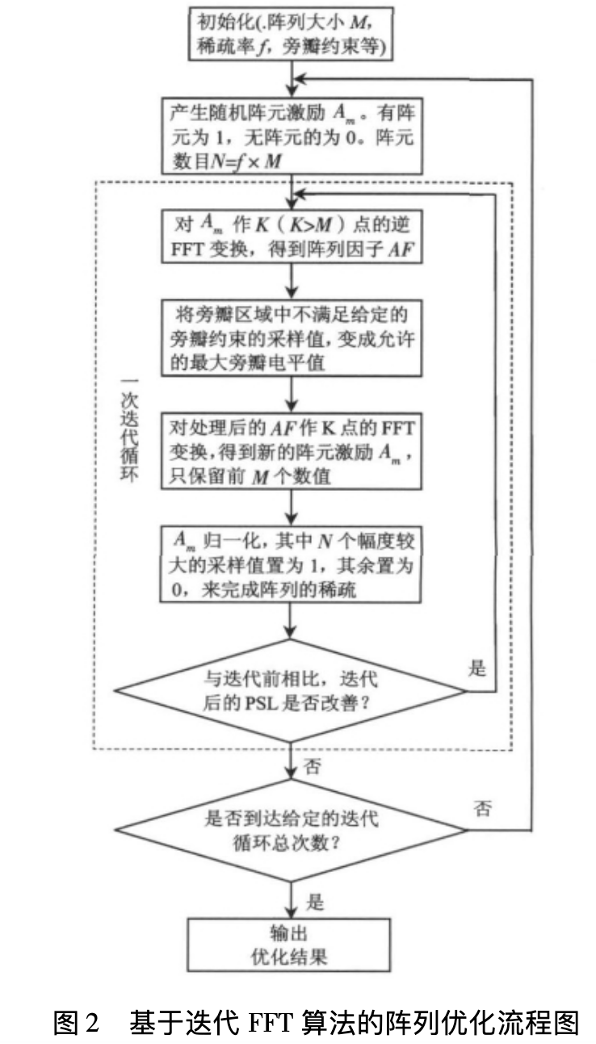 初始化(.阵列大小 M,
稀疏率 f, 旁瓣约束等)
产生随机阵元激励 Am。有阵
元为 1, 无阵元的为 0。阵元
数目N=f × M
对 Am 作 K ( K>M ) 点的逆
FFT 变换, 得到阵列因子 AF
将旁瓣区域中不满足给定的
旁瓣约束的采样值, 变成允许
的最大旁瓣电平值
对处理后的 AF 作 K 点的 FFT
变换, 得到新的阵元激励 Am,
只保留前 M 个数值
Am 归一化, 其中 N 个幅度较
大的采样值置为 1, 其余置为
0, 来完成阵列的稀疏
一次迭代循环
与迭代前相比, 迭代
后的 PSL 是否改善?
是
否
是否到达给定的迭代
循环总次数?
否
是
输出
优化结果
图 2 基于迭代 FFT 算法的阵列优化流程图